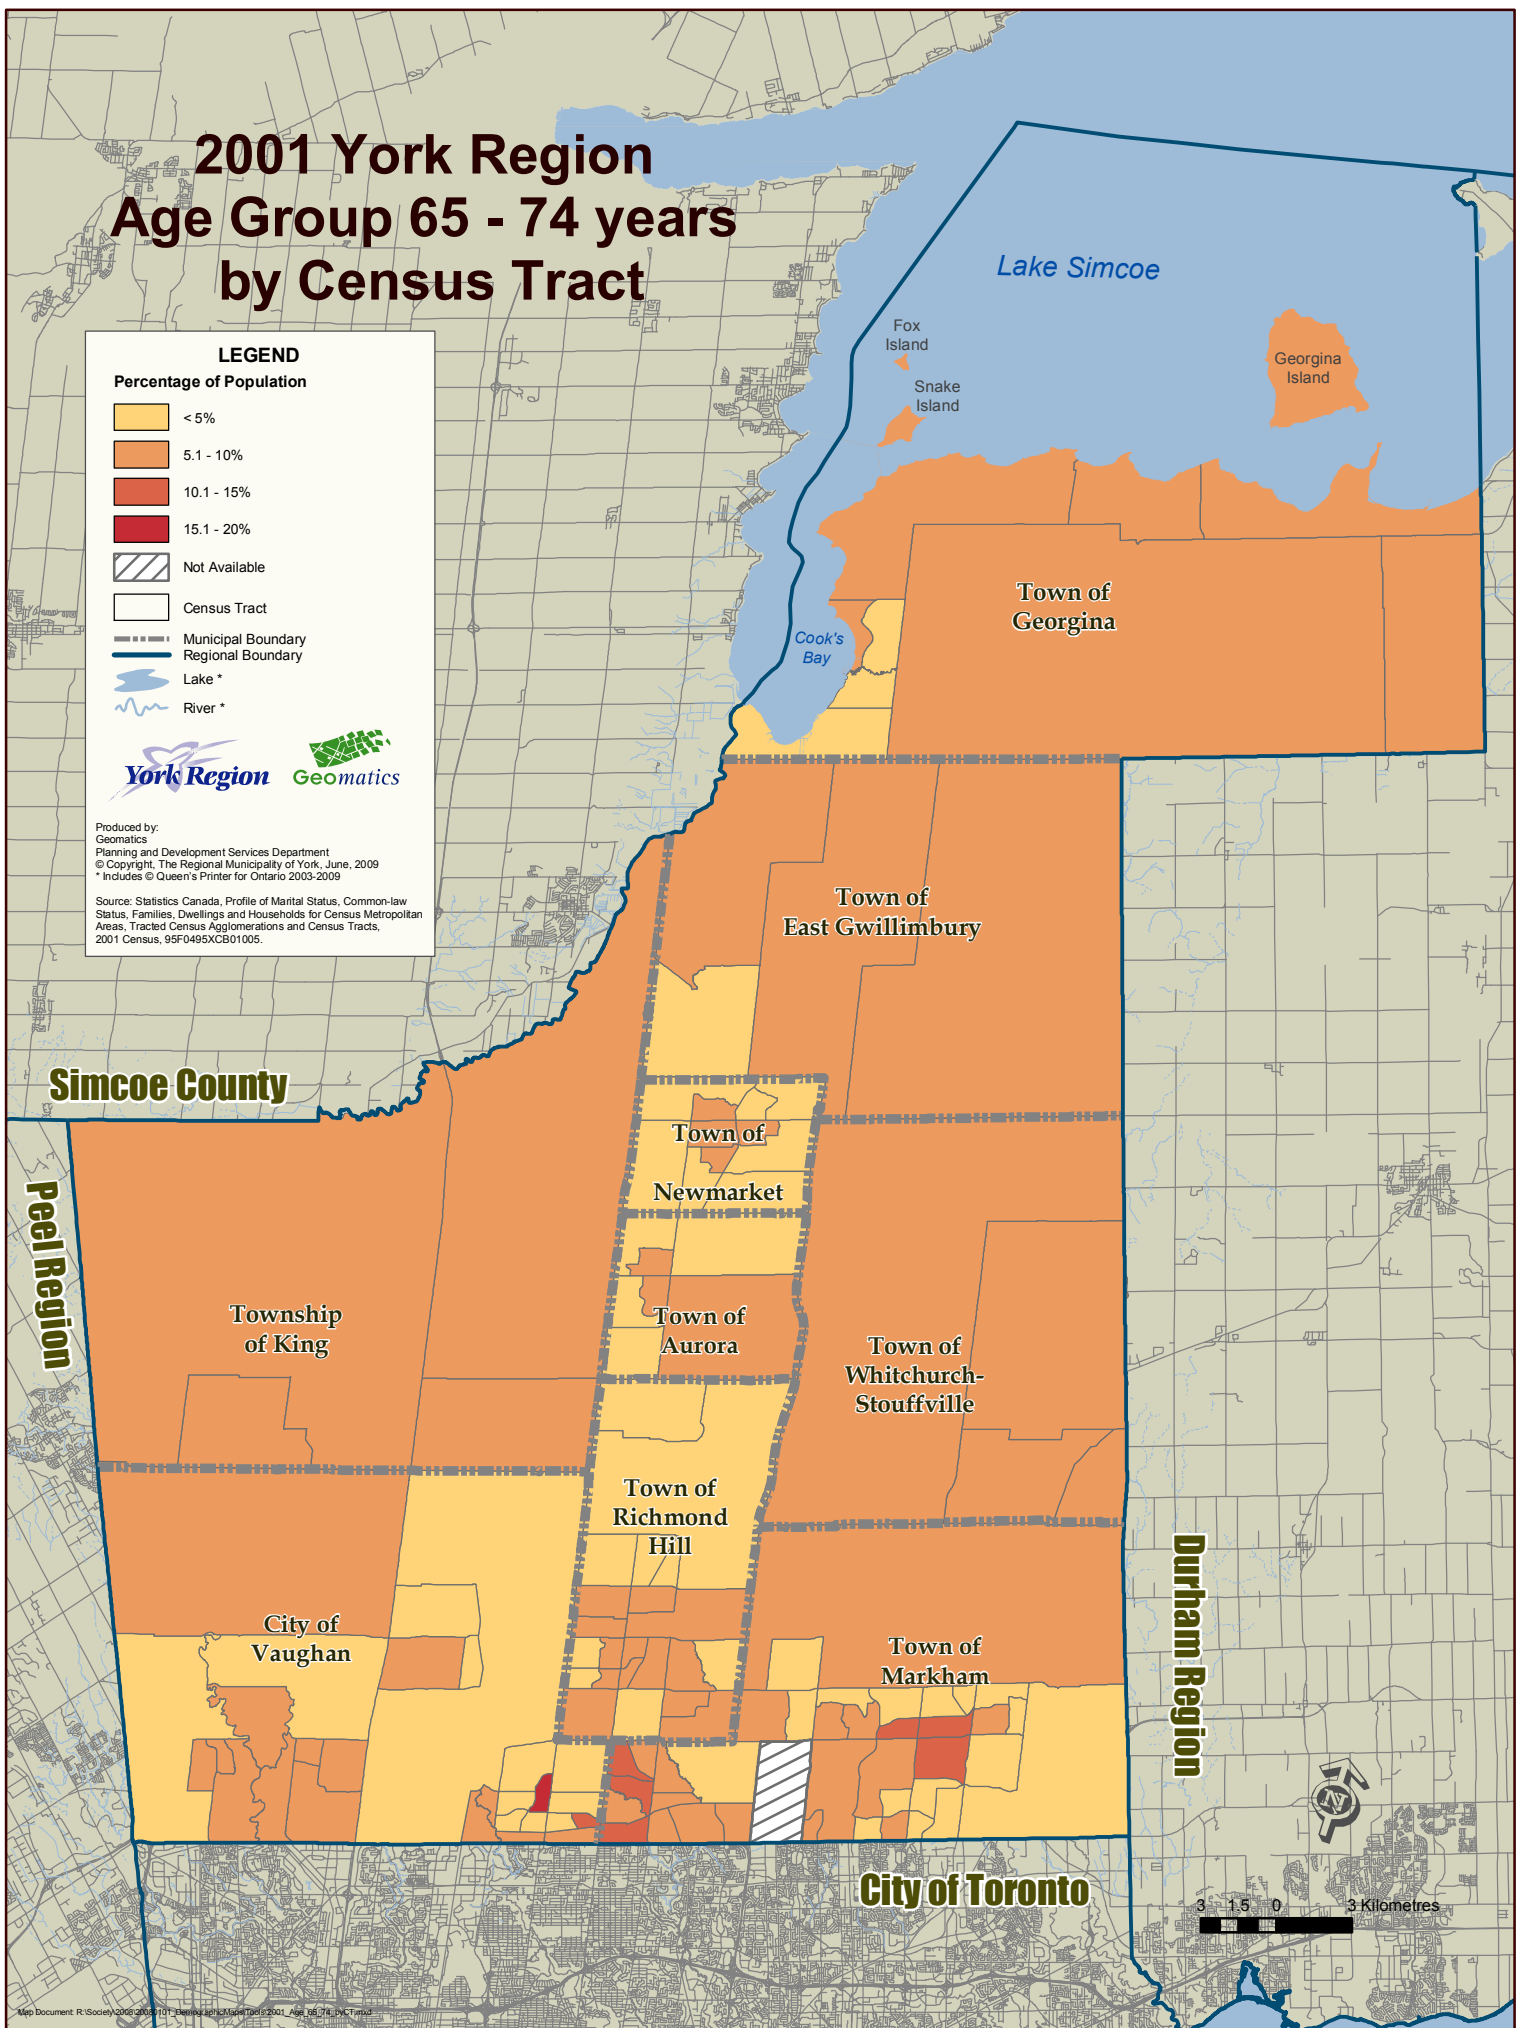 2001 York Region
Age Group 65 - 74 years
by Census Tract
LEGEND
Percentage of Population
< 5%
5.1 - 10%
10.1 - 15%
15.1 - 20%
Not Available
Census Tract
Municipal Boundary
Regional Boundary
Lake *
River *
York Region
Geomatics
Produced by:
Geomatics
Planning and Development Services Department
© Copyright, The Regional Municipality of York, June, 2009
* Includes © Queen's Printer for Ontario 2003-2009
Source: Statistics Canada, Profile of Marital Status, Common-law
Status, Families, Dwellings and Households for Census Metropolitan
Areas, Tracted Census Agglomerations and Census Tracts,
2001 Census, 95F0495XCB01005.
Lake Simcoe
Fox
Island
Snake
Island
Georgina
Island
Cook's
Bay
Town of
Georgina
Town of
East Gwillimbury
Simcoe County
Peel Region
Town of
Newmarket
Township
of King
Town of
Aurora
Town of
Whitchurch-
Stouffville
Town of
Richmond
Hill
City of
Vaughan
Town of
Markham
Durham Region
N
City of Toronto
3 1.5 0 3 Kilometres